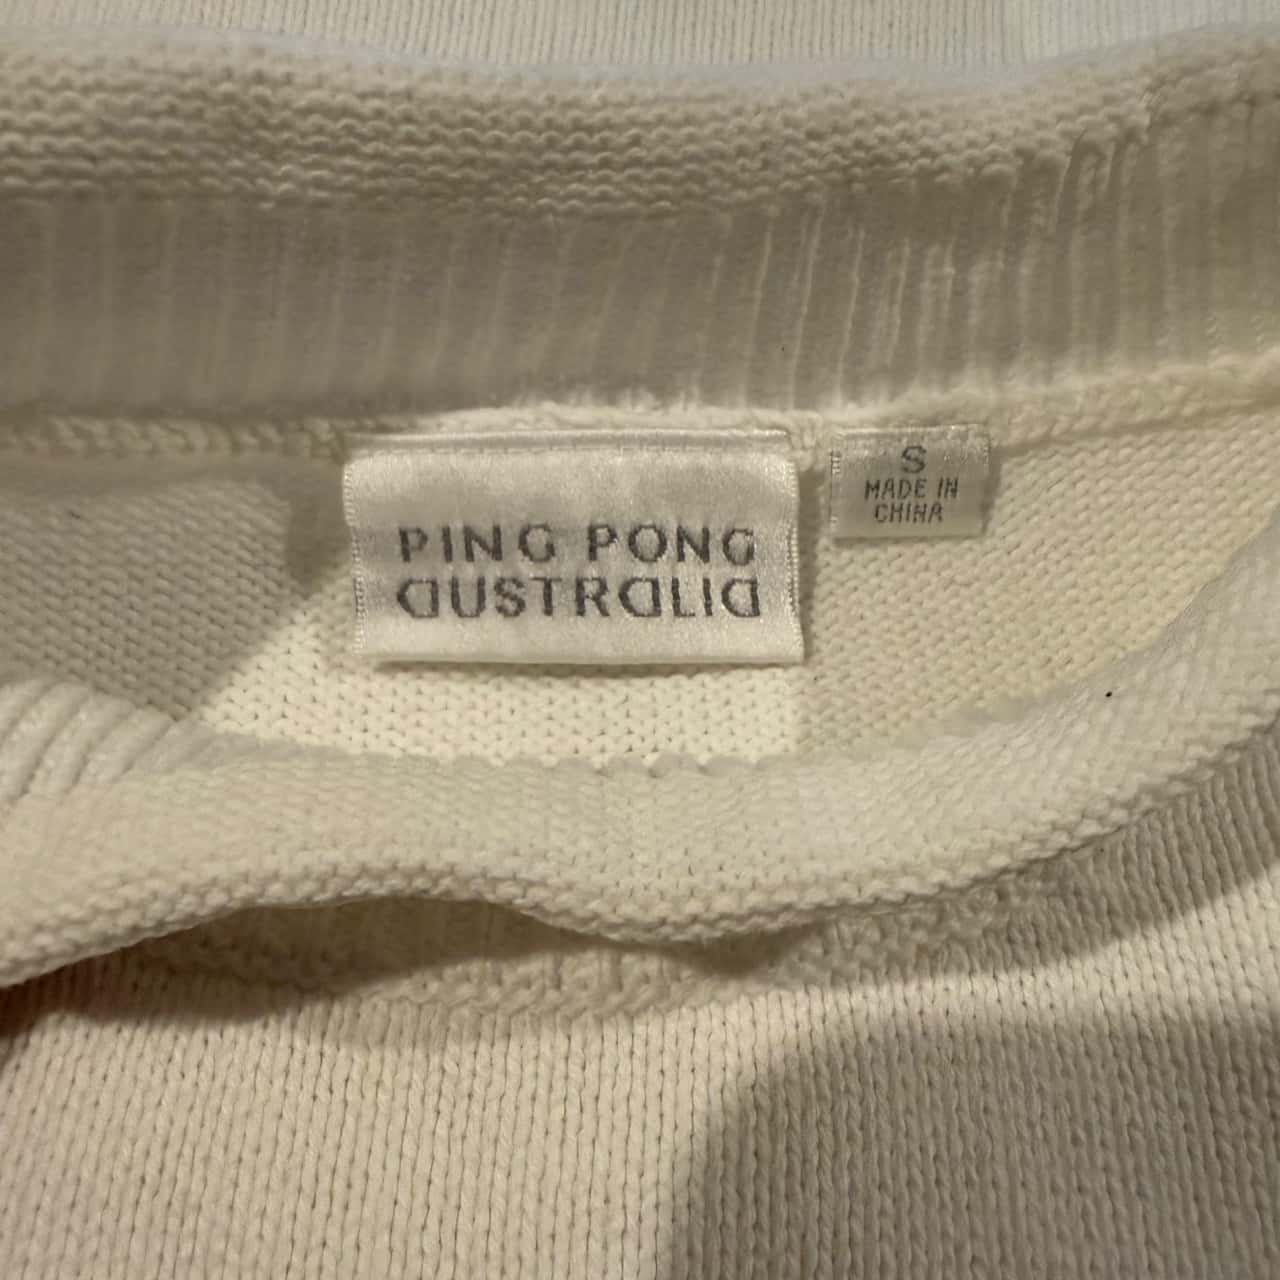 PING PONG
AUSTRALIA
S
MADE IN
CHINA